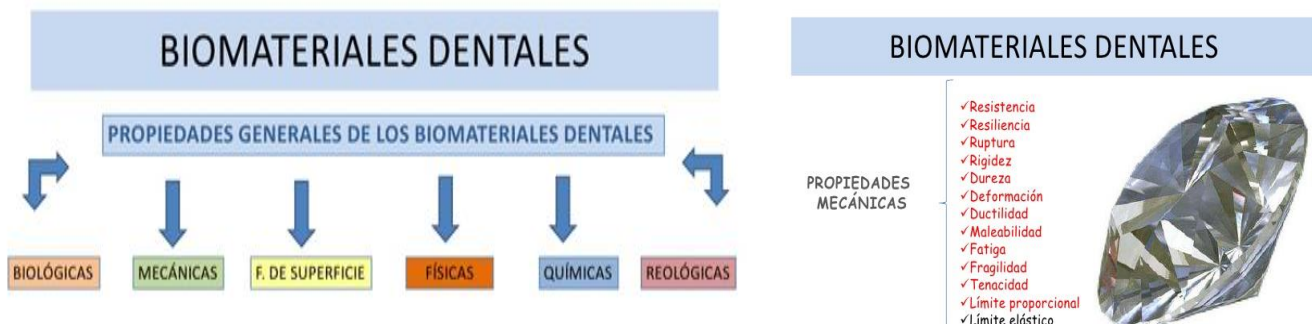 BIOMATERIALES DENTALES
PROPIEDADES GENERALES DE LOS BIOMATERIALES DENTALES
BIOLÓGICAS
MECÁNICAS
F. DE SUPERFICIE
FÍSICAS
QUÍMICAS
REOLÓGICAS
BIOMATERIALES DENTALES
PROPIEDADES
MECÁNICAS
✓Resistencia
✓Resiliencia
✓Ruptura
✓Rigidez
✓Dureza
✓Deformación
✓Ductilidad
✓Maleabilidad
✓Fatiga
✓Fragilidad
✓Tenacidad
✓Límite proporcional
✓Límite elástico